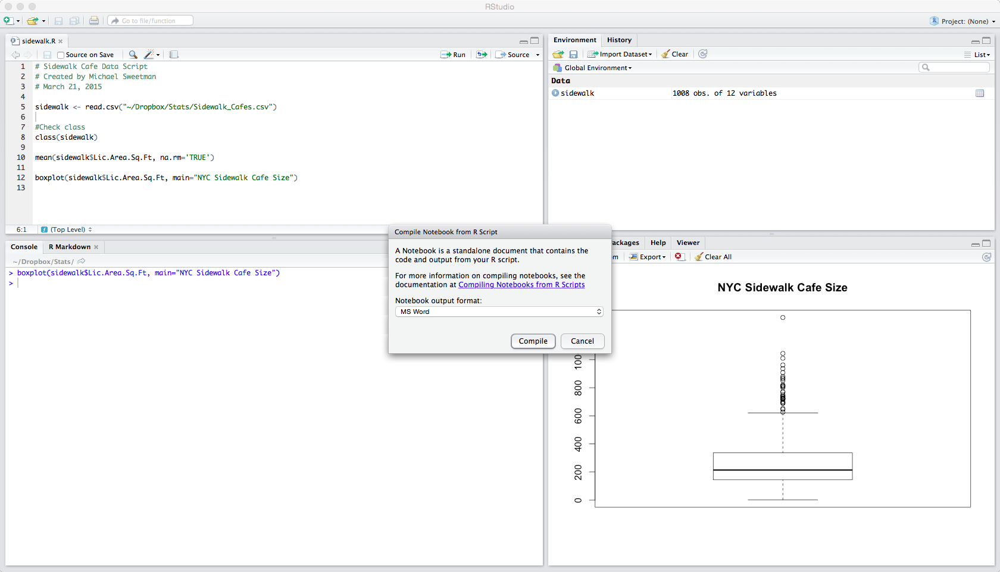 RStudio
Go to file/function
Project: (None)
sidewalk.R
Source on Save
Run
Source
1 # Sidewalk Cafe Data Script
2 # Created by Michael Sweetman
3 # March 21, 2015
4
5 sidewalk <- read.csv("~/Dropbox/Stats/Sidewalk_Cafes.csv")
6
7 #Check class
8 class(sidewalk)
9
10 mean(sidewalk$Lic.Area.Sq.Ft, na.rm='TRUE')
11
12 boxplot(sidewalk$Lic.Area.Sq.Ft, main="NYC Sidewalk Cafe Size")
13
6:1 (Top Level)
Console R Markdown
~/Dropbox/Stats/
> boxplot(sidewalk$Lic.Area.Sq.Ft, main="NYC Sidewalk Cafe Size")
>
Environment History
Import Dataset Clear
List
Global Environment
Data
sidewalk 1008 obs. of 12 variables
Compile Notebook from R Script
A Notebook is a standalone document that contains the
code and output from your R script.
For more information on compiling notebooks, see the
documentation at Compiling Notebooks from R Scripts
Notebook output format:
MS Word
Compile Cancel
ackages Help Viewer
m Export Clear All
NYC Sidewalk Cafe Size
100
800
600
400
200
0